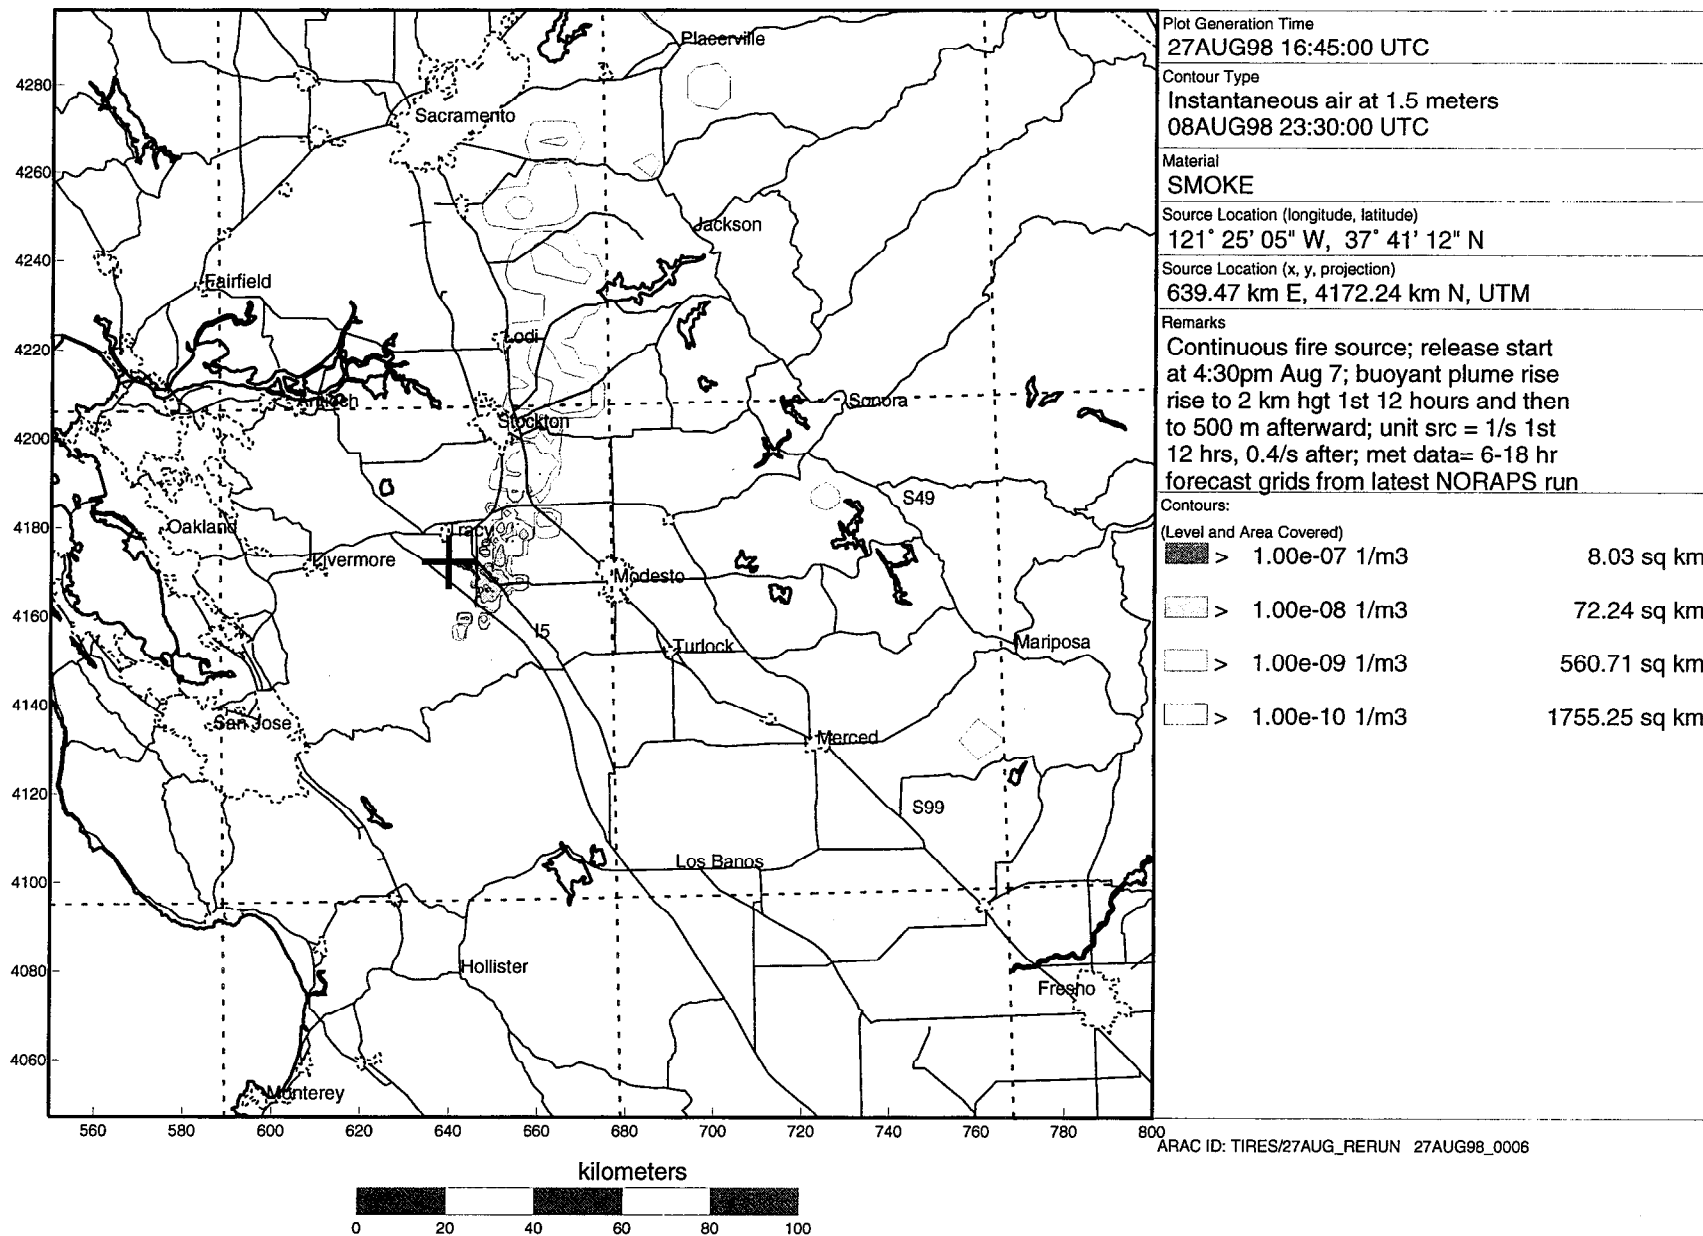 Plot Generation Time
27AUG98 16:45:00 UTC
Contour Type
Instantaneous air at 1.5 meters
08AUG98 23:30:00 UTC
Material
SMOKE
Source Location (longitude, latitude)
121° 25' 05" W, 37° 41' 12" N
Source Location (x, y, projection)
639.47 km E, 4172.24 km N, UTM
Remarks
Continuous fire source; release start
at 4:30pm Aug 7; buoyant plume rise
rise to 2 km hgt 1st 12 hours and then
to 500 m afterward; unit src = 1/s 1st
12 hrs, 0.4/s after; met data= 6-18 hr
forecast grids from latest NORAPS run
Contours:
(Level and Area Covered)
> 1.00e-07 1/m3 8.03 sq km
> 1.00e-08 1/m3 72.24 sq km
> 1.00e-09 1/m3 560.71 sq km
> 1.00e-10 1/m3 1755.25 sq km
ARAC ID: TIRES/27AUG_RERUN 27AUG98_0006
Placerville
4280
Sacramento
4260
Jackson
4240
Fairfield
Lodi
4220
Antioch
Sonora
4200
Stockton
S49
4180
Oakland
Tracy
Livermore
Modesto
4160
I5
Turlock
Mariposa
4140
San Jose
Merced
4120
S99
Los Banos
4100
4080
Hollister
Fresno
4060
Monterey
560 580 600 620 640 660 680 700 720 740 760 780 800
kilometers
0 20 40 60 80 100